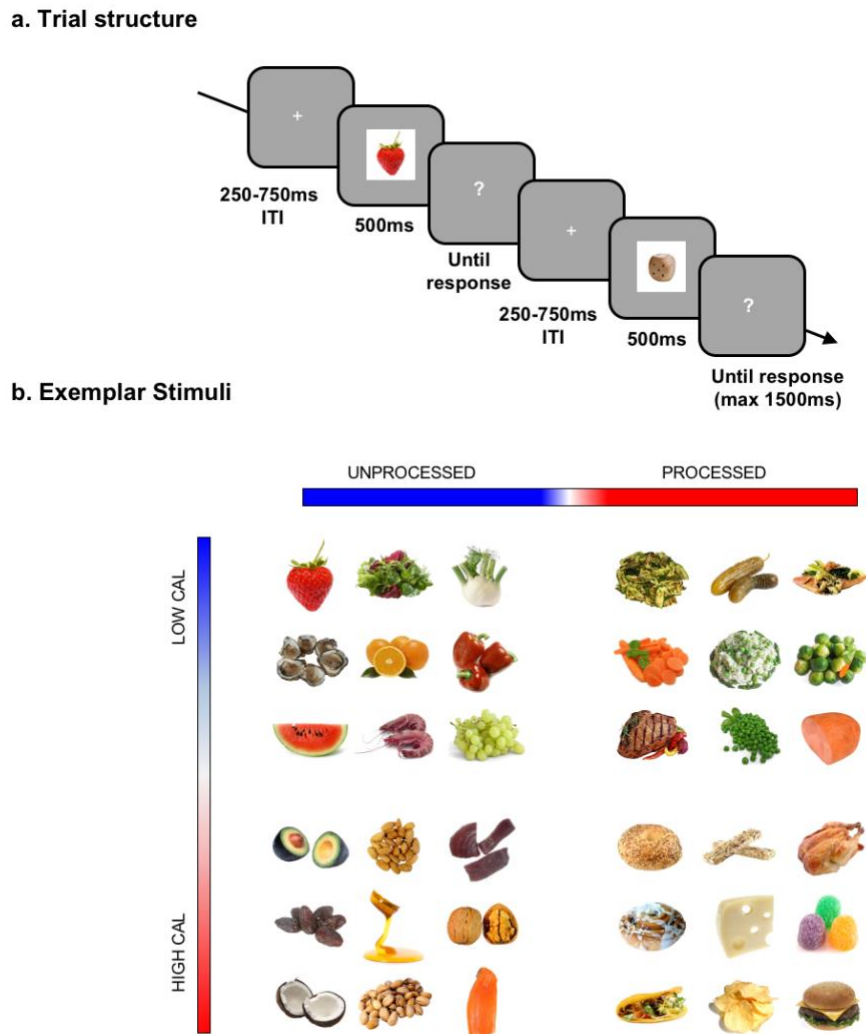 a. Trial structure
+
250-750ms
ITI
500ms
?
Until
response
+
250-750ms
ITI
500ms
?
Until response
(max 1500ms)
b. Exemplar Stimuli
UNPROCESSED
PROCESSED
LOW CAL
HIGH CAL